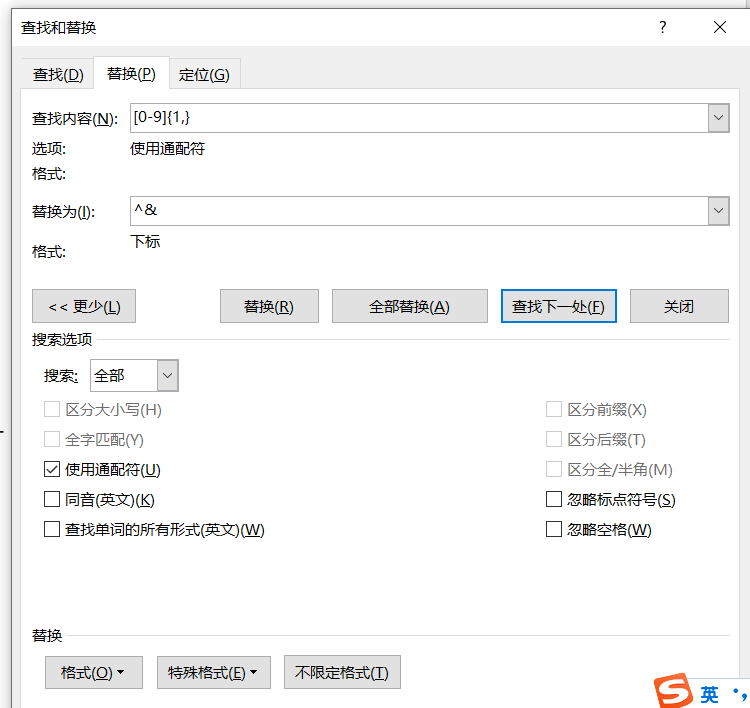 查找和替换
?
查找(D) 替换(P) 定位(G)
查找内容(N): [0-9]{1,}
选项: 使用通配符
格式:
替换为(I): ^&
格式: 下标
<< 更少(L) 替换(R) 全部替换(A) 查找下一处(F) 关闭
搜索选项
搜索: 全部
区分大小写(H) 区分前缀(X)
全字匹配(Y) 区分后缀(T)
使用通配符(U) 区分全/半角(M)
同音(英文)(K) 忽略标点符号(S)
查找单词的所有形式(英文)(W) 忽略空格(W)
替换
格式(O) 特殊格式(E) 不限定格式(T)
S 英